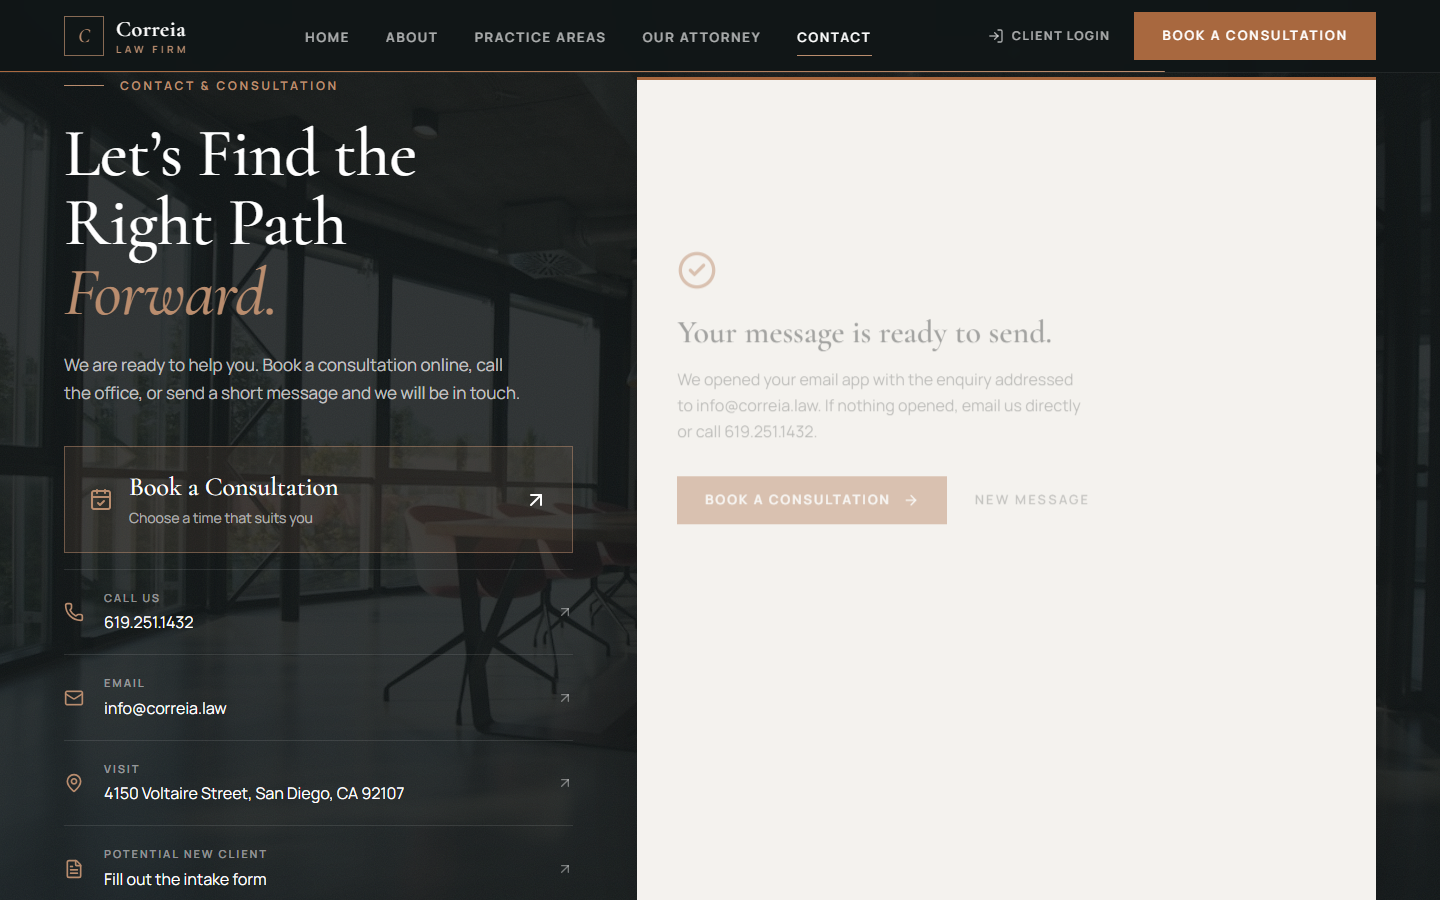 C
Correia
LAW FIRM
HOME
ABOUT
PRACTICE AREAS
OUR ATTORNEY
CONTACT
CLIENT LOGIN
BOOK A CONSULTATION
CONTACT & CONSULTATION
Let’s Find the
Right Path
Forward.
We are ready to help you. Book a consultation online, call
the office, or send a short message and we will be in touch.
Book a Consultation
Choose a time that suits you
CALL US
619.251.1432
EMAIL
info@correia.law
VISIT
4150 Voltaire Street, San Diego, CA 92107
POTENTIAL NEW CLIENT
Fill out the intake form
Your message is ready to send.
We opened your email app with the enquiry addressed
to info@correia.law. If nothing opened, email us directly
or call 619.251.1432.
BOOK A CONSULTATION
NEW MESSAGE